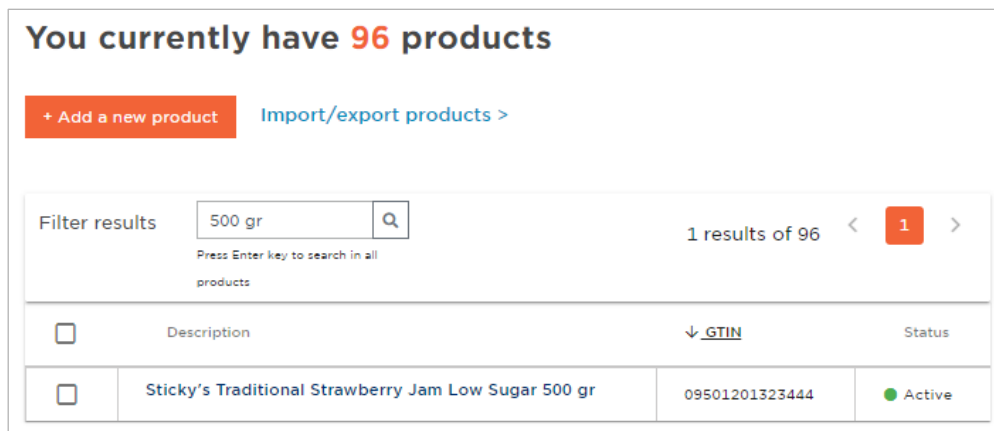 You currently have 96 products
+ Add a new product
Import/export products >
Filter results
500 gr
1 results of 96
<
1
>
Press Enter key to search in all
products
Description
↓ GTIN
Status
Sticky's Traditional Strawberry Jam Low Sugar 500 gr
09501201323444
Active